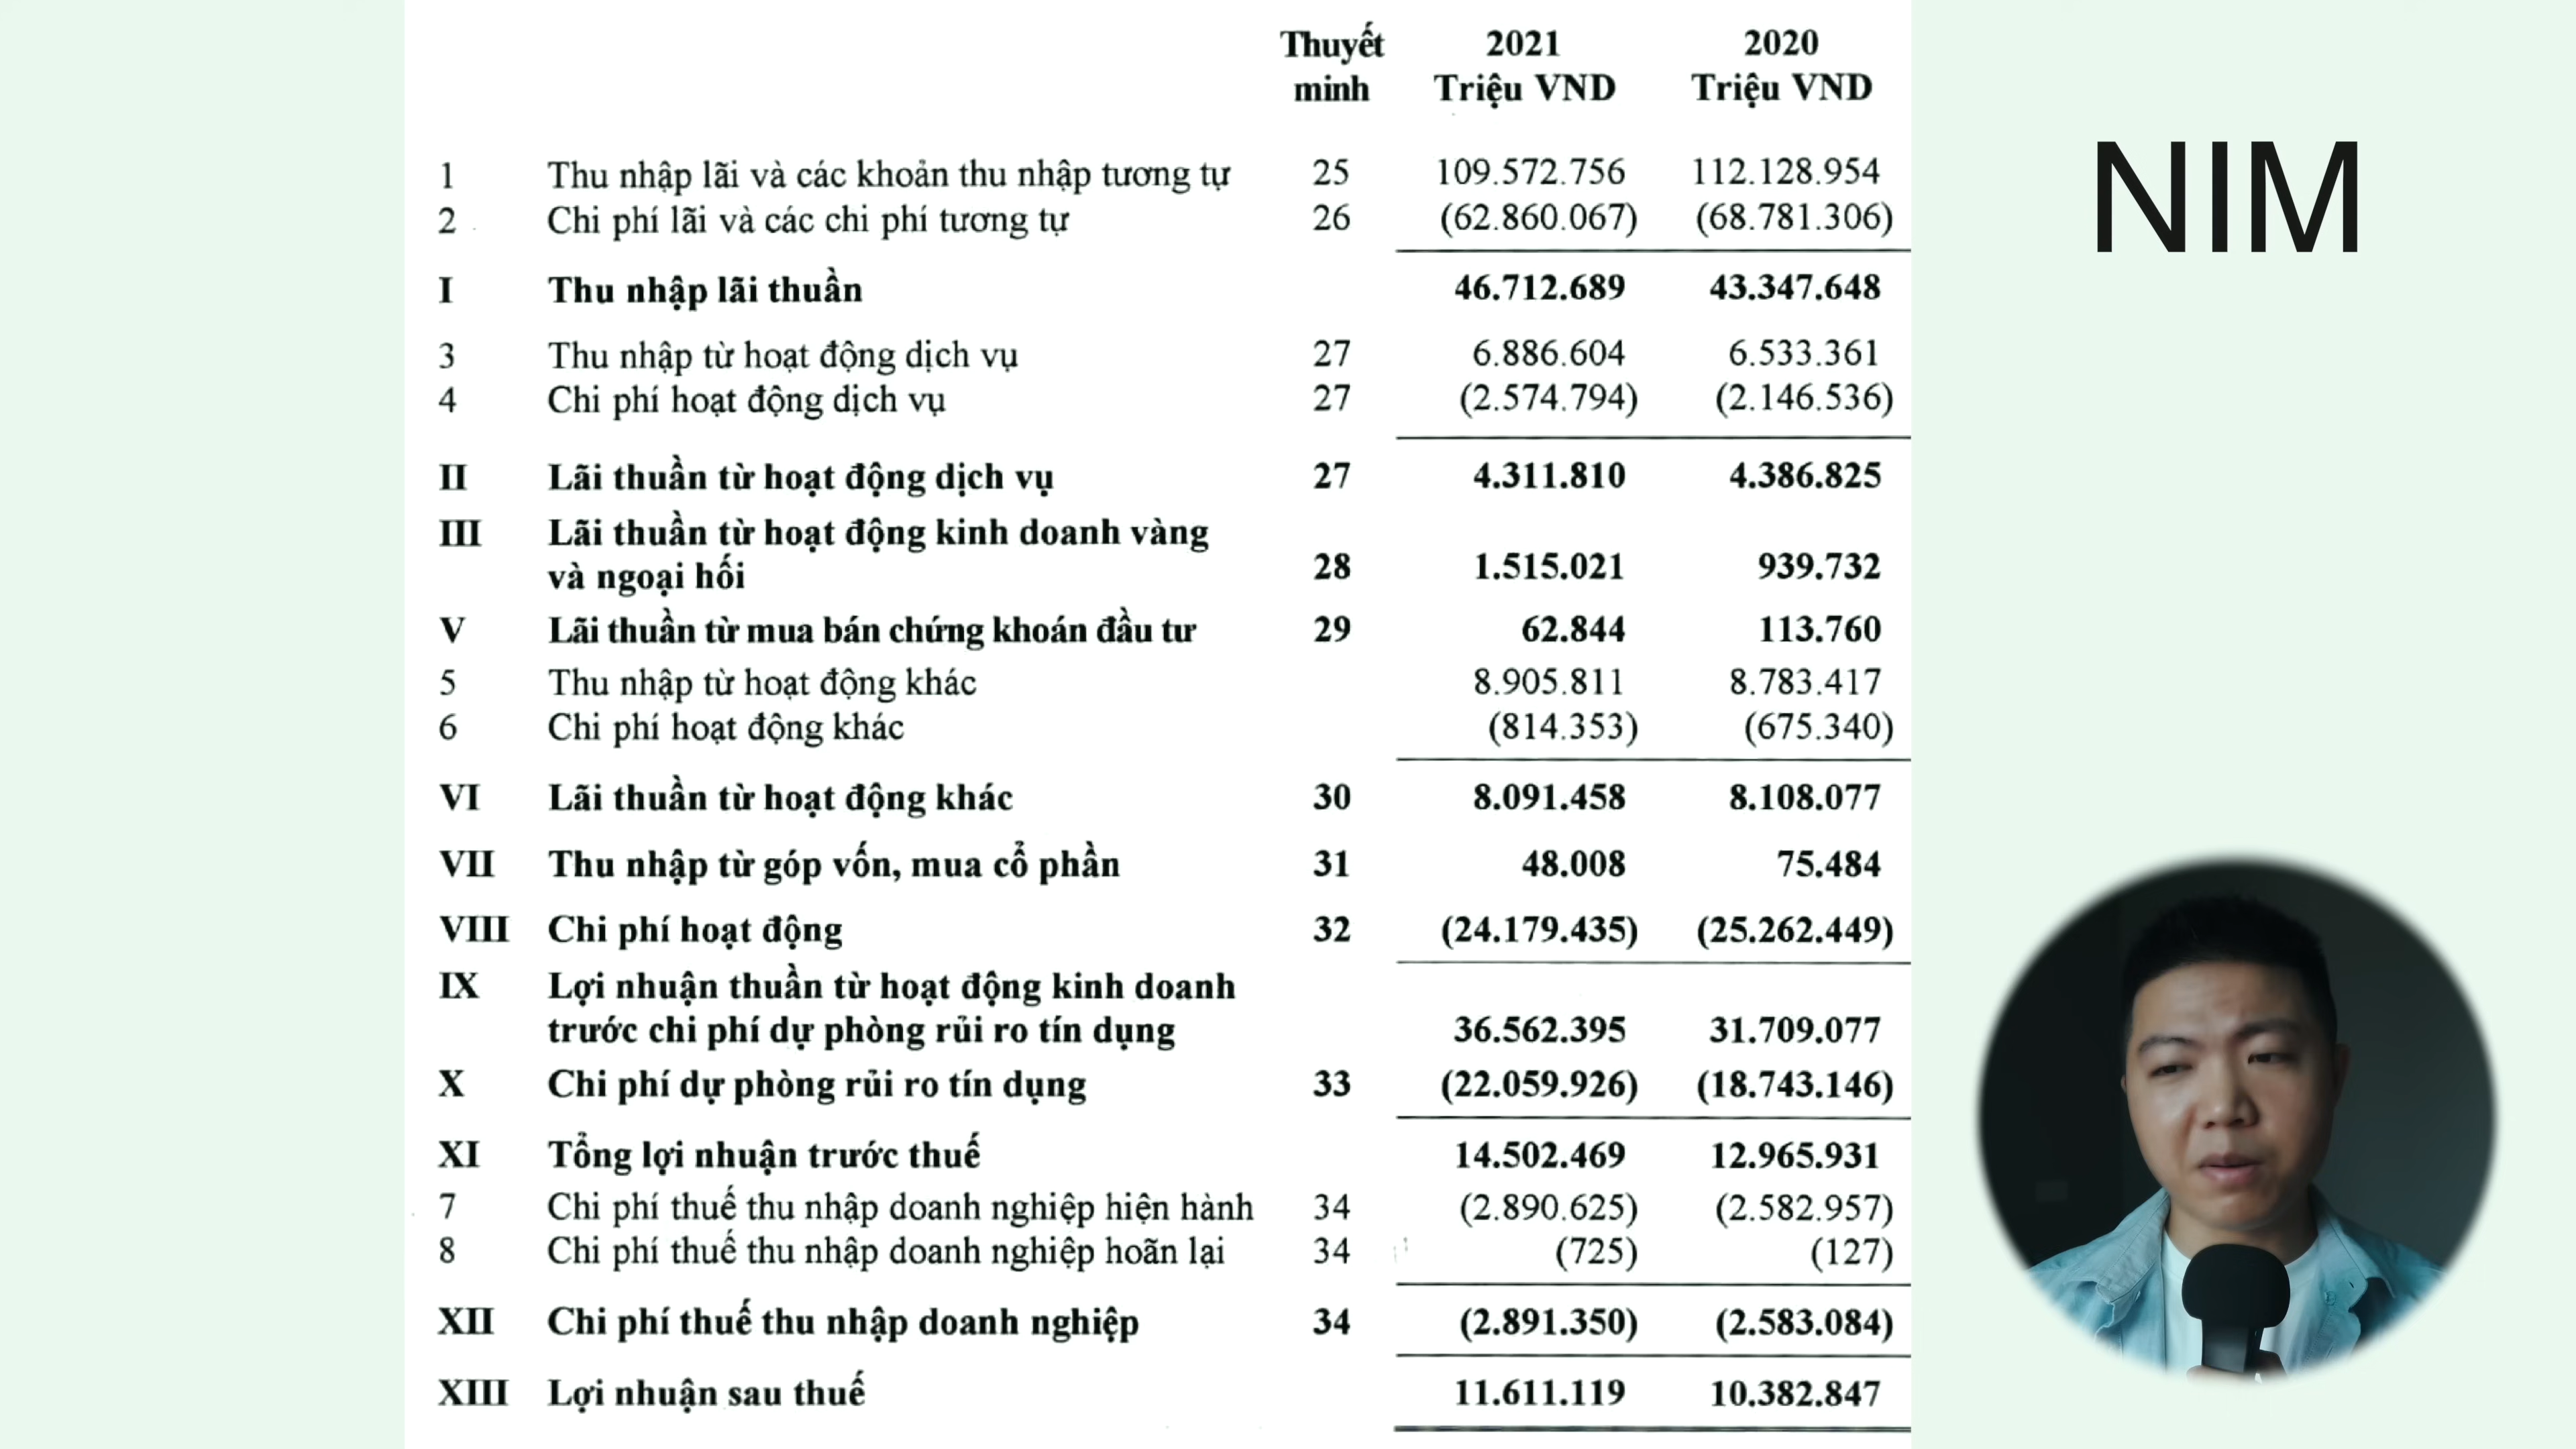 Thuyết 2021 2020
minh Triệu VND Triệu VND
NIM
1 Thu nhập lãi và các khoản thu nhập tương tự 25 109.572.756 112.128.954
2 Chi phí lãi và các chi phí tương tự 26 (62.860.067) (68.781.306)
I Thu nhập lãi thuần 46.712.689 43.347.648
3 Thu nhập từ hoạt động dịch vụ 27 6.886.604 6.533.361
4 Chi phí hoạt động dịch vụ 27 (2.574.794) (2.146.536)
II Lãi thuần từ hoạt động dịch vụ 27 4.311.810 4.386.825
III Lãi thuần từ hoạt động kinh doanh vàng
và ngoại hối 28 1.515.021 939.732
V Lãi thuần từ mua bán chứng khoán đầu tư 29 62.844 113.760
5 Thu nhập từ hoạt động khác 8.905.811 8.783.417
6 Chi phí hoạt động khác (814.353) (675.340)
VI Lãi thuần từ hoạt động khác 30 8.091.458 8.108.077
VII Thu nhập từ góp vốn, mua cổ phần 31 48.008 75.484
VIII Chi phí hoạt động 32 (24.179.435) (25.262.449)
IX Lợi nhuận thuần từ hoạt động kinh doanh
trước chi phí dự phòng rủi ro tín dụng 36.562.395 31.709.077
X Chi phí dự phòng rủi ro tín dụng 33 (22.059.926) (18.743.146)
XI Tổng lợi nhuận trước thuế 14.502.469 12.965.931
7 Chi phí thuế thu nhập doanh nghiệp hiện hành 34 (2.890.625) (2.582.957)
8 Chi phí thuế thu nhập doanh nghiệp hoãn lại 34 (725) (127)
XII Chi phí thuế thu nhập doanh nghiệp 34 (2.891.350) (2.583.084)
XIII Lợi nhuận sau thuế 11.611.119 10.382.847